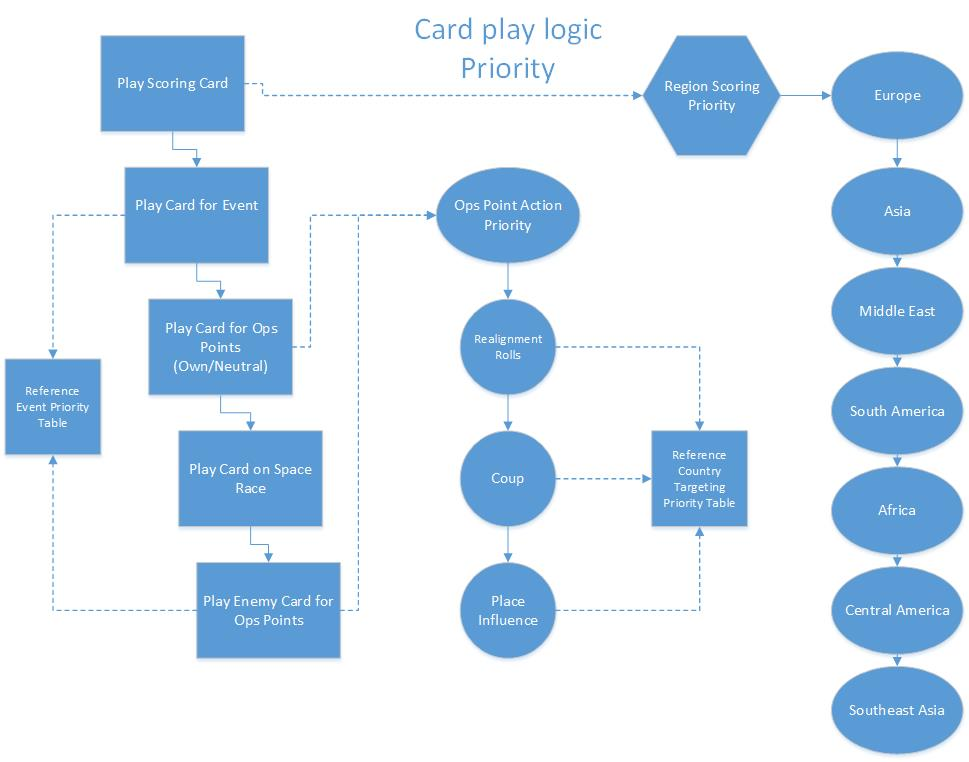 Card play logic
Priority
Play Scoring Card
Region Scoring
Priority
Europe
Play Card for Event
Ops Point Action
Priority
Asia
Play Card for Ops
Points
(Own/Neutral)
Realignment
Rolls
Middle East
Reference
Event Priority
Table
South America
Play Card on Space
Race
Coup
Reference
Country
Targeting
Priority Table
Africa
Play Enemy Card for
Ops Points
Place
Influence
Central America
Southeast Asia